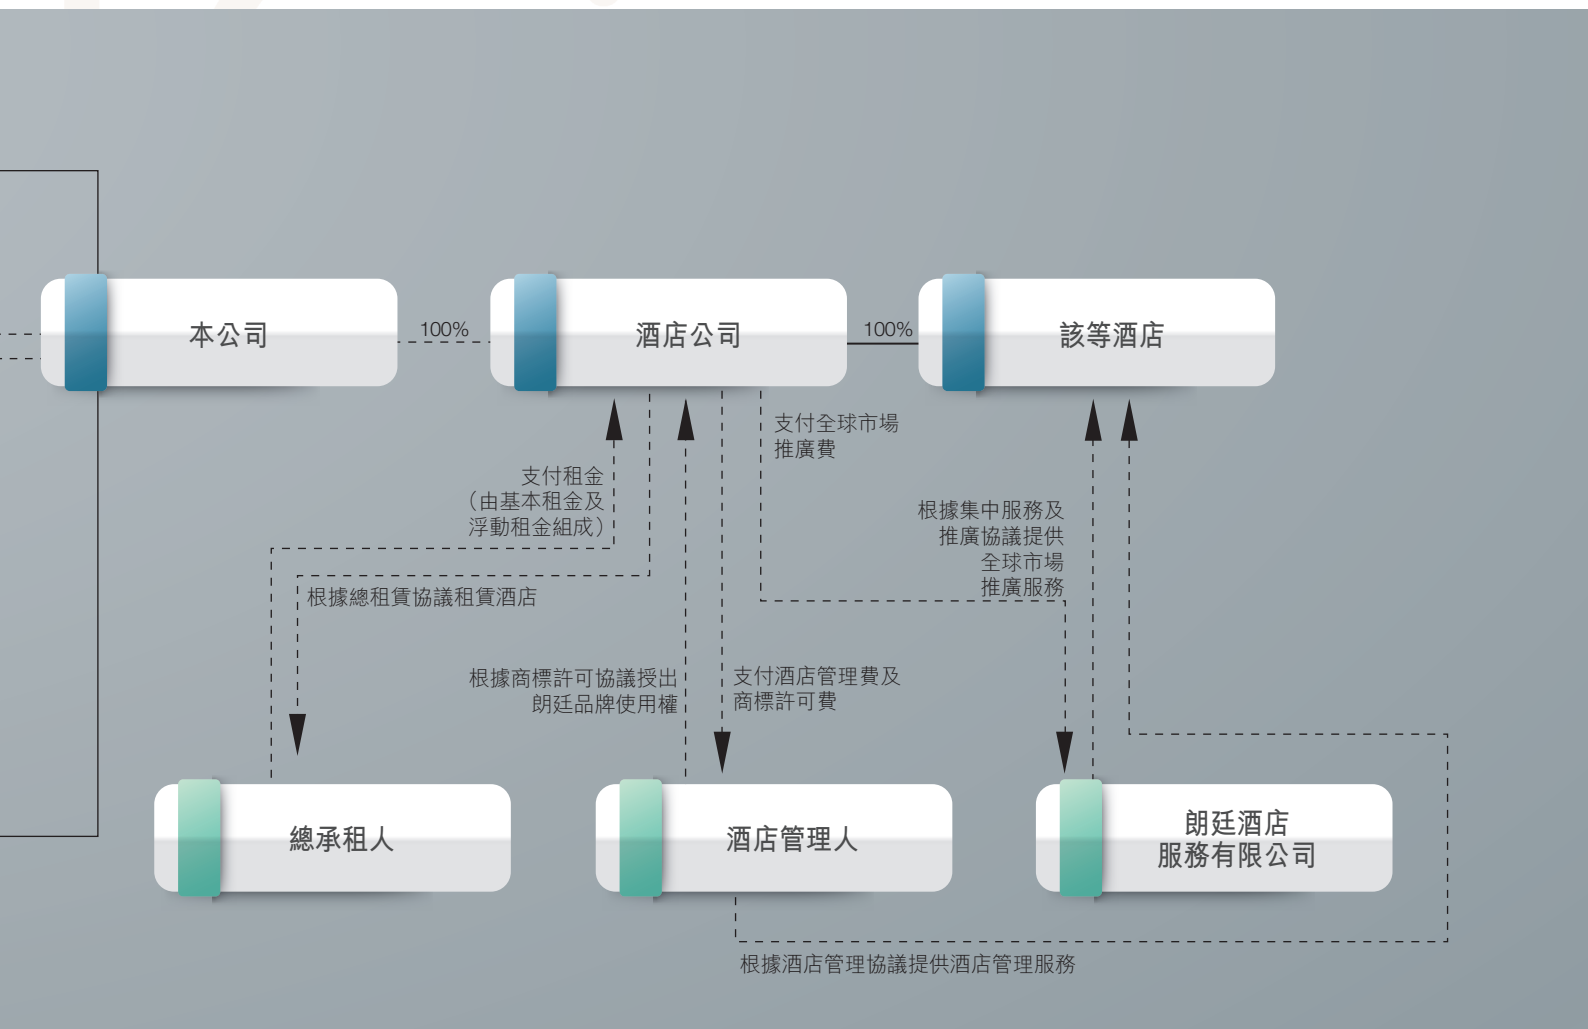 本公司
100%
酒店公司
100%
該等酒店
支付全球市場
推廣費
支付租金
（由基本租金及
浮動租金組成）
根據集中服務及
推廣協議提供
全球市場
推廣服務
根據總租賃協議租賃酒店
根據商標許可協議授出
朗廷品牌使用權
支付酒店管理費及
商標許可費
總承租人
酒店管理人
朗廷酒店
服務有限公司
根據酒店管理協議提供酒店管理服務